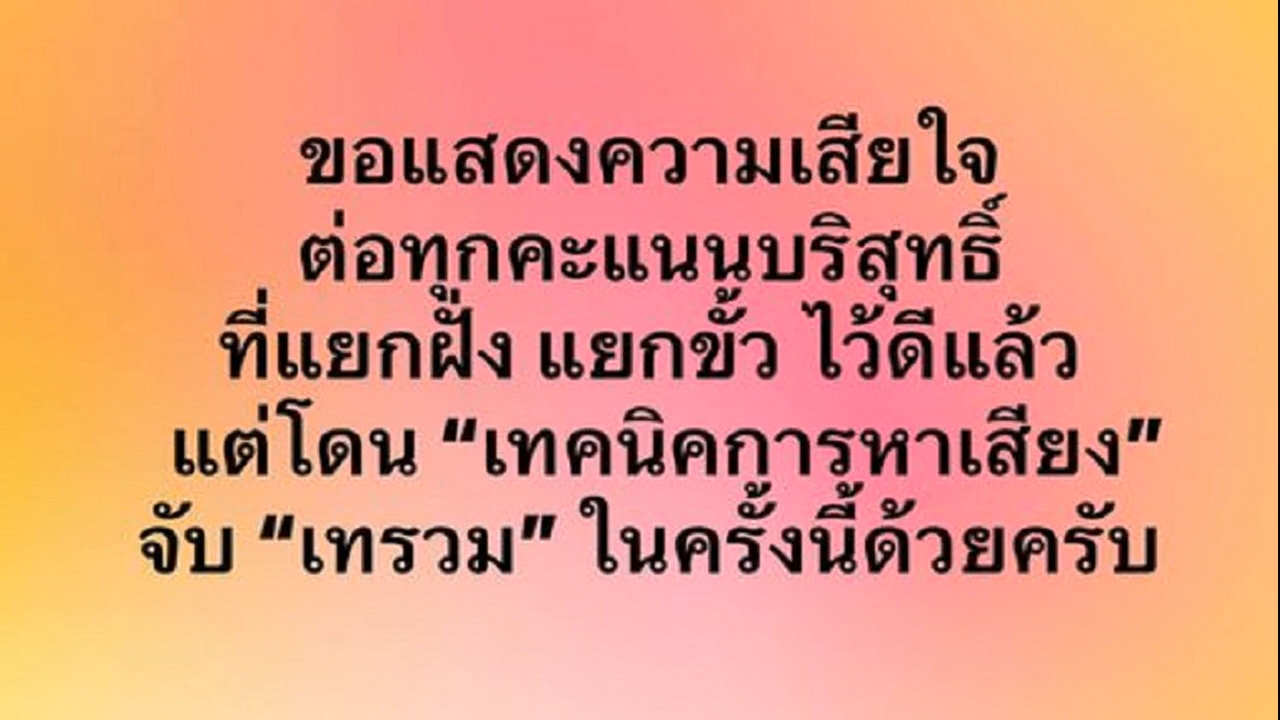 ขอแสดงความเสียใจ
ต่อทุกคะแนนบริสุทธิ์
ที่แยกฝั่ง แยกขั้ว ไว้ดีแล้ว
แต่โดน “เทคนิคการหาเสียง”
จับ “เทรวม” ในครั้งนี้ด้วยครับ